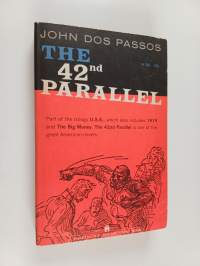 JOHN DOS PASSOS
THE
42nd
PARALLEL
Part of the trilogy U.S.A., which also includes 1919
and The Big Money, The 42nd Parallel is one of the
great American novels.